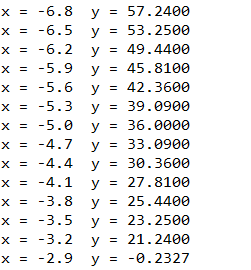 x = -6.8  y = 57.2400
x = -6.5  y = 53.2500
x = -6.2  y = 49.4400
x = -5.9  y = 45.8100
x = -5.6  y = 42.3600
x = -5.3  y = 39.0900
x = -5.0  y = 36.0000
x = -4.7  y = 33.0900
x = -4.4  y = 30.3600
x = -4.1  y = 27.8100
x = -3.8  y = 25.4400
x = -3.5  y = 23.2500
x = -3.2  y = 21.2400
x = -2.9  y = -0.2327